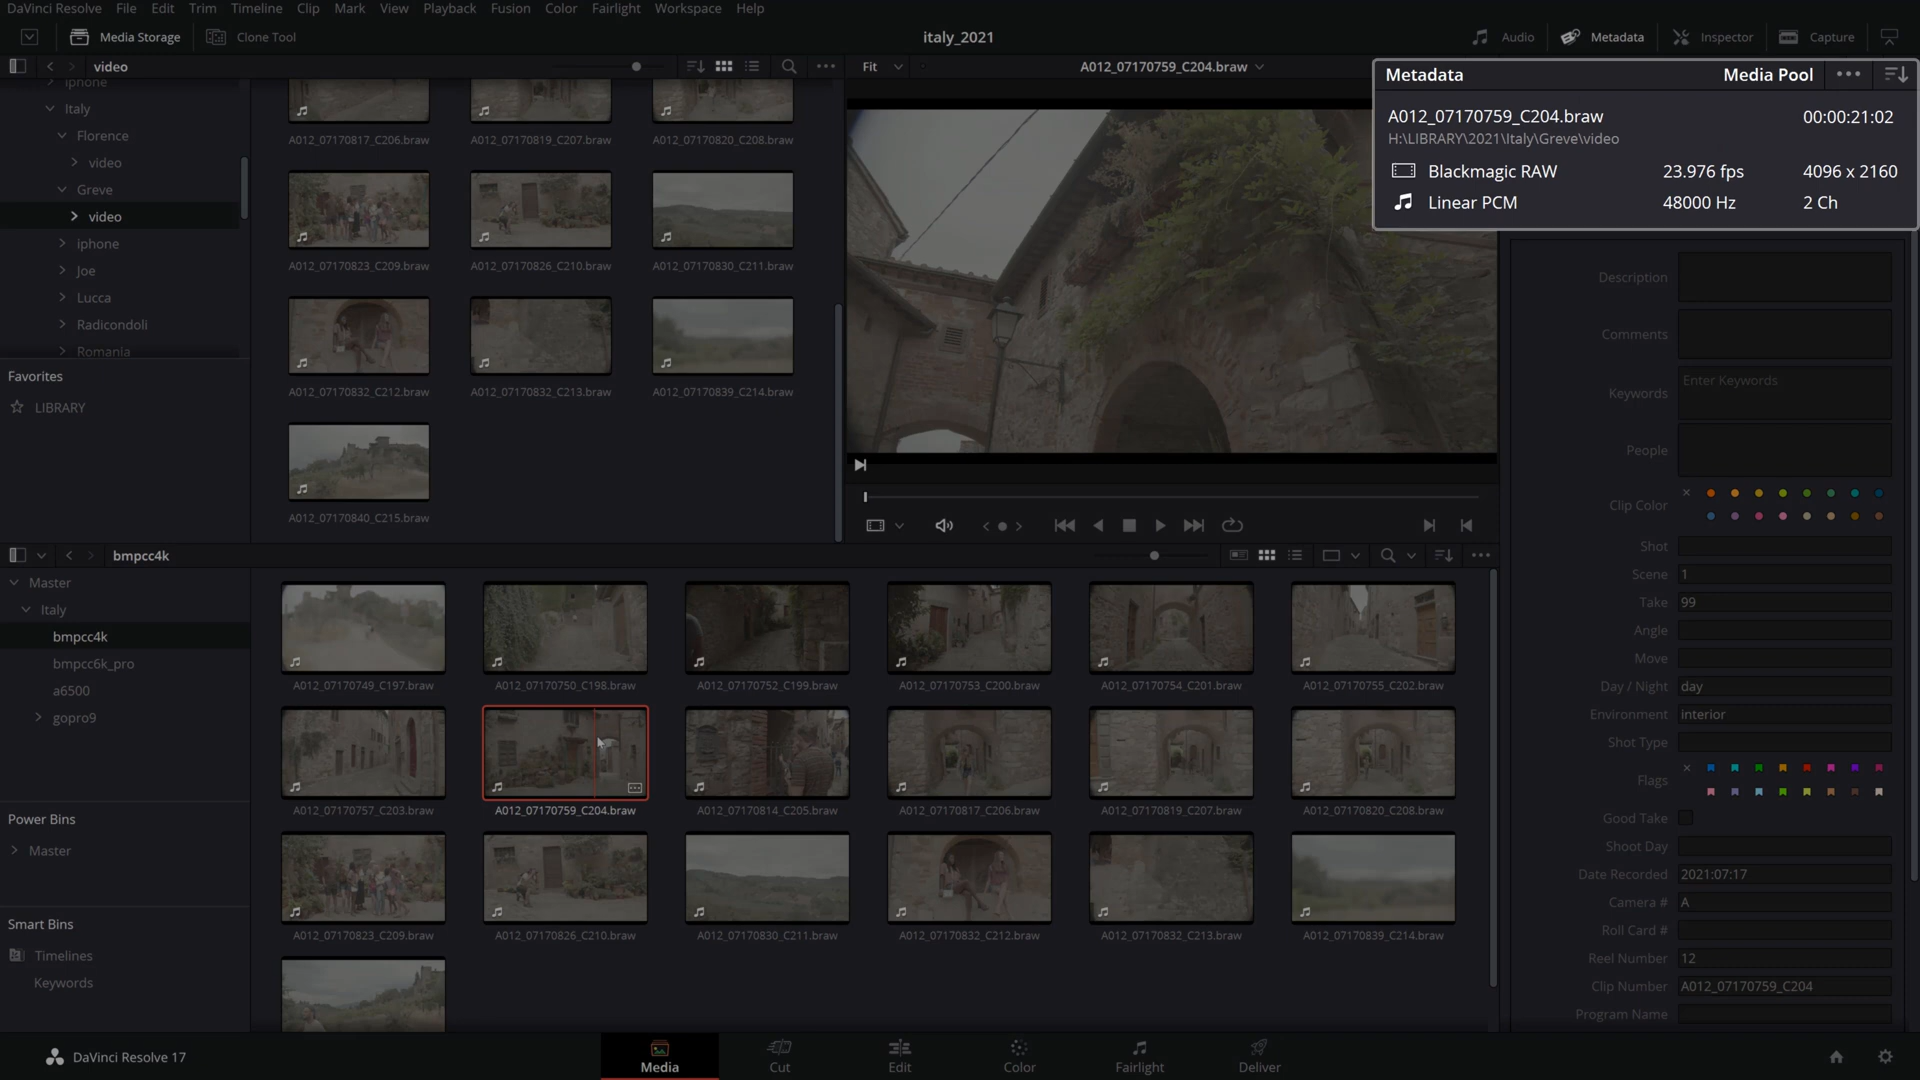 DaVinci Resolve File Edit Trim Timeline Clip Mark View Playback Fusion Color Fairlight Workspace Help
Media Storage Clone Tool italy_2021 Audio Metadata Inspector Capture
video Fit A012_07170759_C204.braw
Metadata Media Pool
A012_07170759_C204.braw 00:00:21:02
H:\LIBRARY\2021\Italy\Greve\video
Blackmagic RAW 23.976 fps 4096 x 2160
Linear PCM 48000 Hz 2 Ch
iphone
Italy
Florence
video
Greve
video
iphone
Joe
Lucca
Radicondoli
Romania
Favorites
LIBRARY
A012_07170817_C206.braw A012_07170819_C207.braw A012_07170820_C208.braw
A012_07170823_C209.braw A012_07170826_C210.braw A012_07170830_C211.braw
A012_07170832_C212.braw A012_07170832_C213.braw A012_07170839_C214.braw
A012_07170840_C215.braw
Description
Comments
Keywords Enter Keywords
People
Clip Color
Shot
Scene 1
Take 99
Angle
Move
Day / Night day
Environment interior
Shot Type
Flags
Good Take
Shoot Day
Date Recorded 2021:07:17
Camera # A
Roll Card #
Reel Number 12
Clip Number A012_07170759_C204
Program Name
bmpcc4k
Master
Italy
bmpcc4k
bmpcc6k_pro
a6500
gopro9
Power Bins
Master
Smart Bins
Timelines
Keywords
A012_07170749_C197.braw A012_07170750_C198.braw A012_07170752_C199.braw A012_07170753_C200.braw A012_07170754_C201.braw A012_07170755_C202.braw
A012_07170757_C203.braw A012_07170759_C204.braw A012_07170814_C205.braw A012_07170817_C206.braw A012_07170819_C207.braw A012_07170820_C208.braw
A012_07170823_C209.braw A012_07170826_C210.braw A012_07170830_C211.braw A012_07170832_C212.braw A012_07170832_C213.braw A012_07170839_C214.braw
DaVinci Resolve 17 Media Cut Edit Color Fairlight Deliver